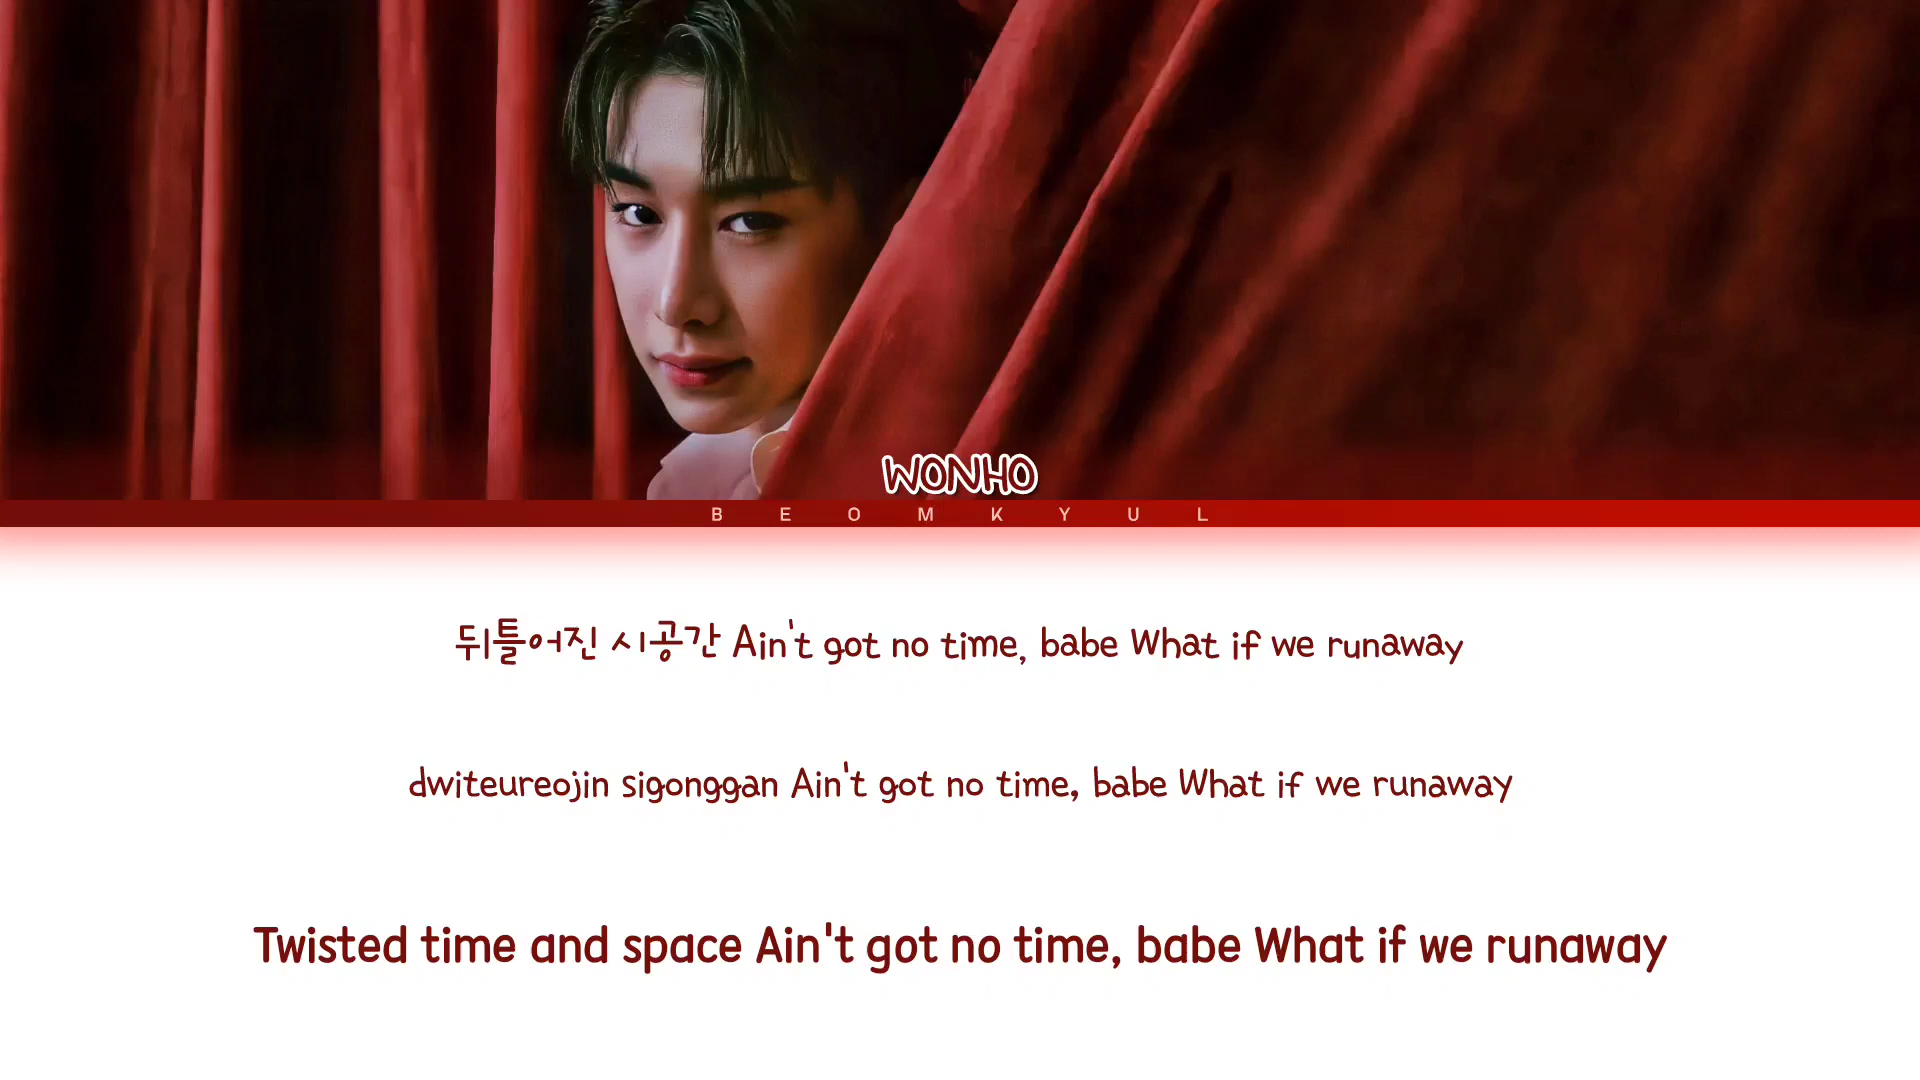 WONHO
BEOMKYUL
뒤틀어진 시공간 Ain't got no time, babe What if we runaway
dwiteureojin sigonggan Ain't got no time, babe What if we runaway
Twisted time and space Ain't got no time, babe What if we runaway